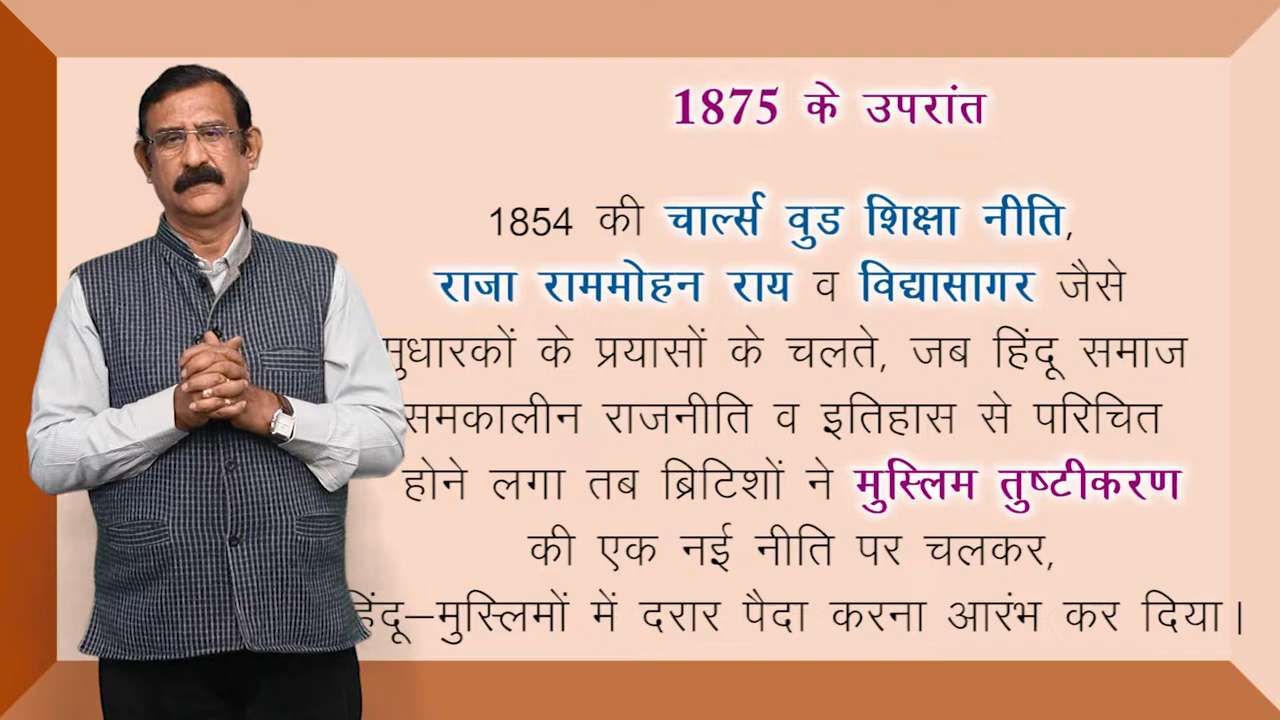 1875 के उपरांत
1854 की चार्ल्स वुड शिक्षा नीति,
राजा राममोहन राय व विद्यासागर जैसे
सुधारकों के प्रयासों के चलते, जब हिंदू समाज
समकालीन राजनीति व इतिहास से परिचित
होने लगा तब ब्रिटिशों ने मुस्लिम तुष्टीकरण
की एक नई नीति पर चलकर,
हिंदू–मुस्लिमों में दरार पैदा करना आरंभ कर दिया।